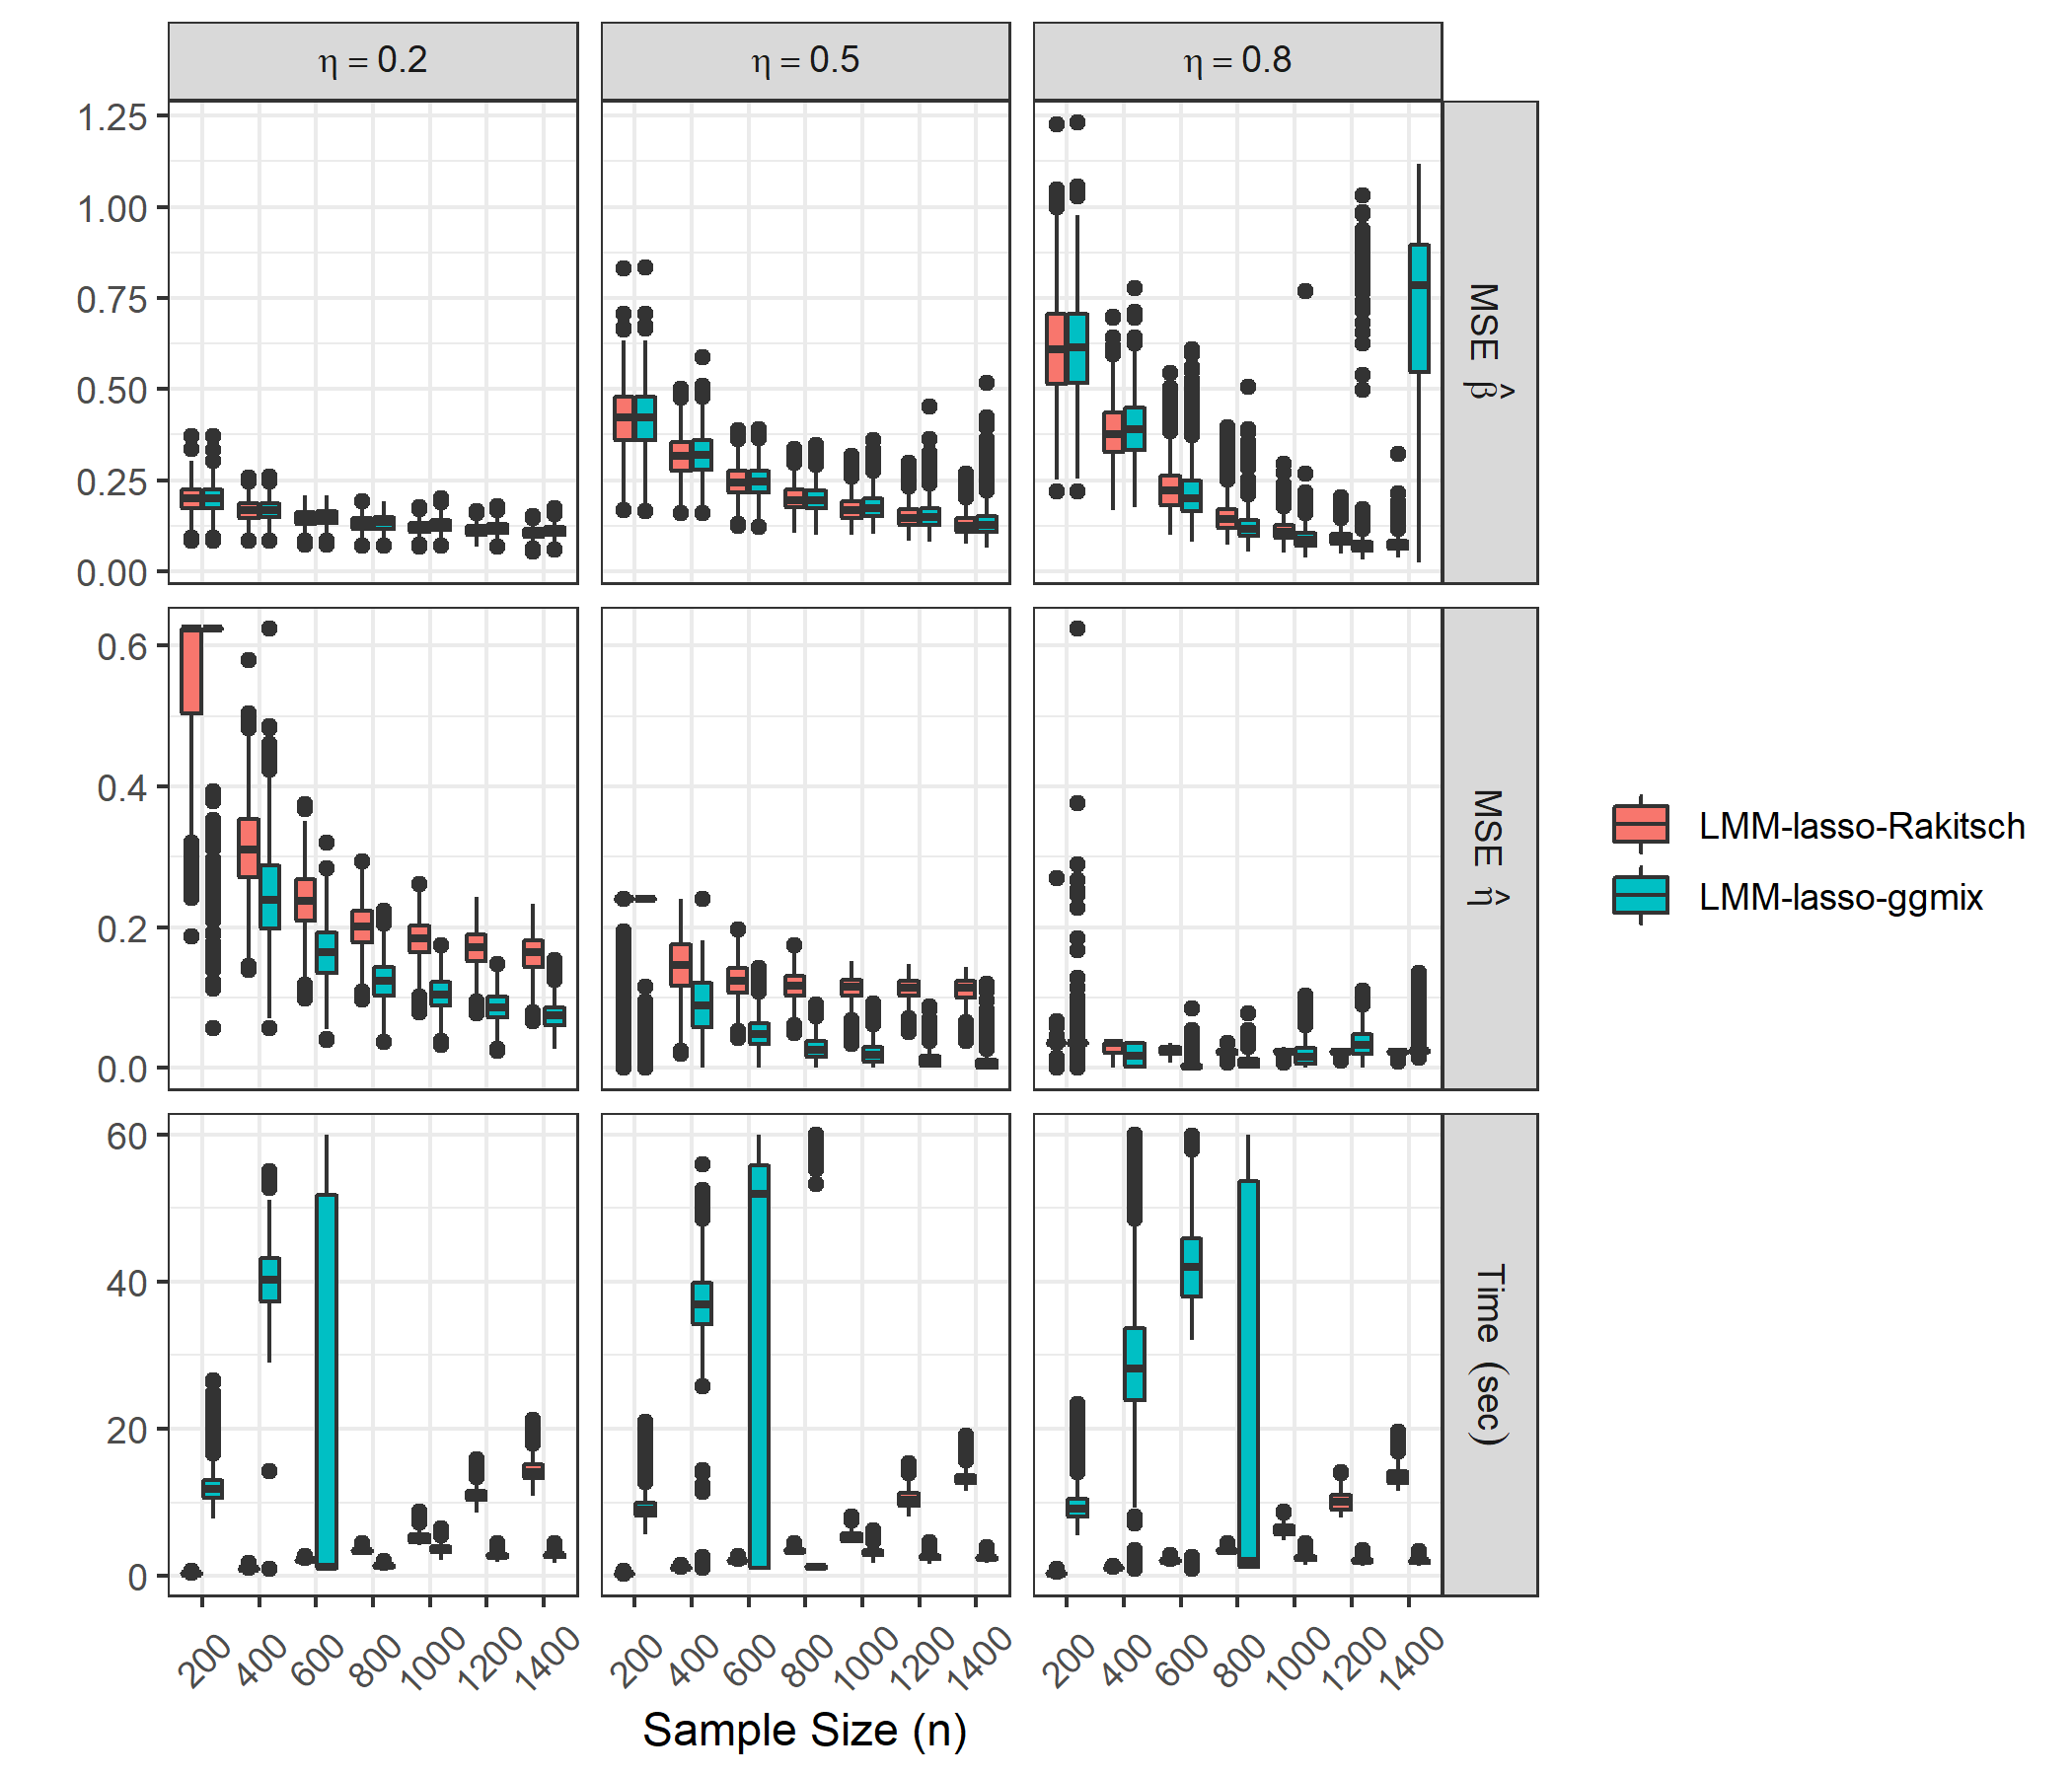 η = 0.2
η = 0.5
η = 0.8
1.25
1.00
0.75
0.50
0.25
0.00
MSE β̂
0.6
0.4
0.2
0.0
MSE η̂
60
40
20
0
Time (sec)
200 400 600 800 1000 1200 1400
200 400 600 800 1000 1200 1400
200 400 600 800 1000 1200 1400
Sample Size (n)
LMM-lasso-Rakitsch
LMM-lasso-ggmix